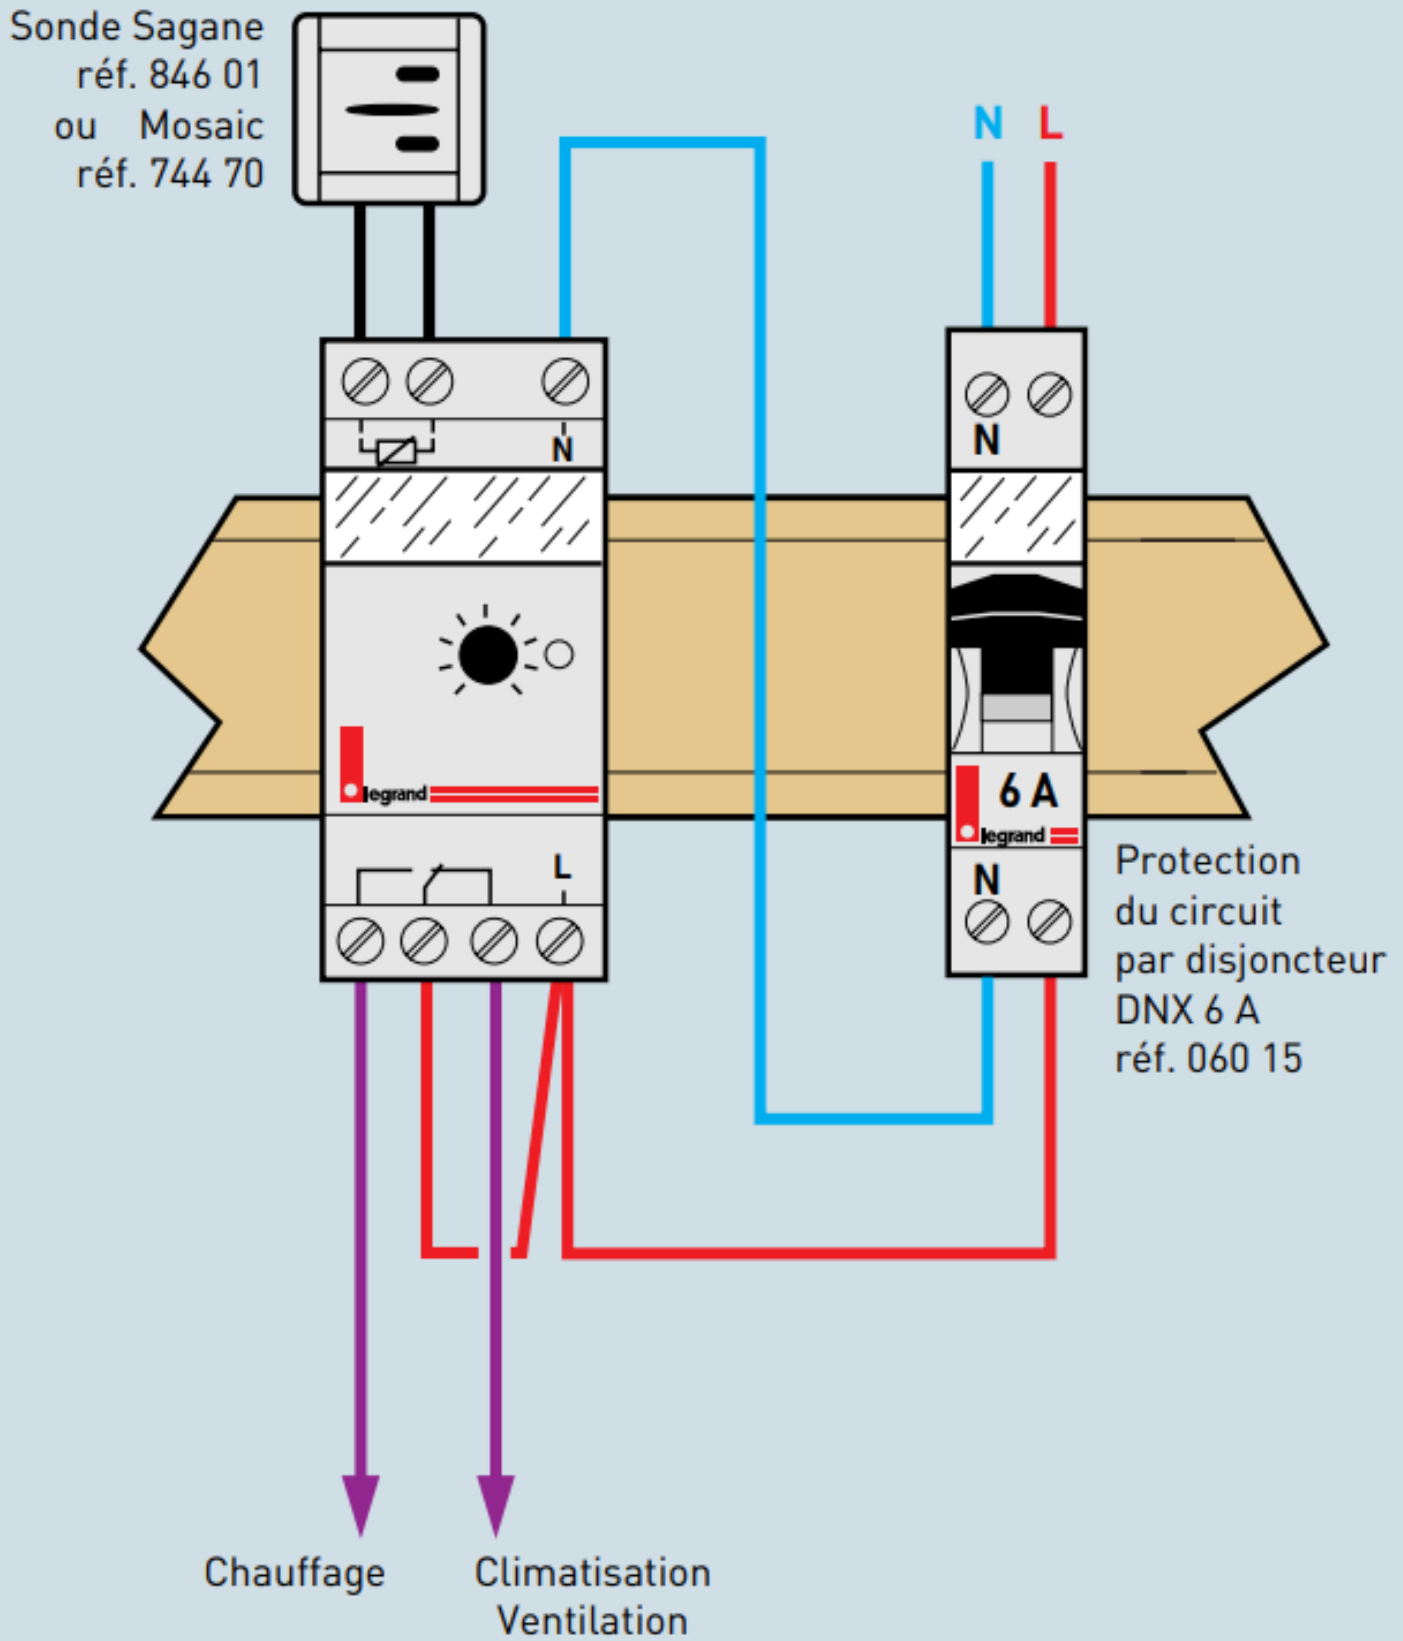 Sonde Sagane
réf. 846 01
ou Mosaic
réf. 744 70
N L
N
N
legrand
6 A
legrand
L
N
Protection
du circuit
par disjoncteur
DNX 6 A
réf. 060 15
Chauffage
Climatisation
Ventilation